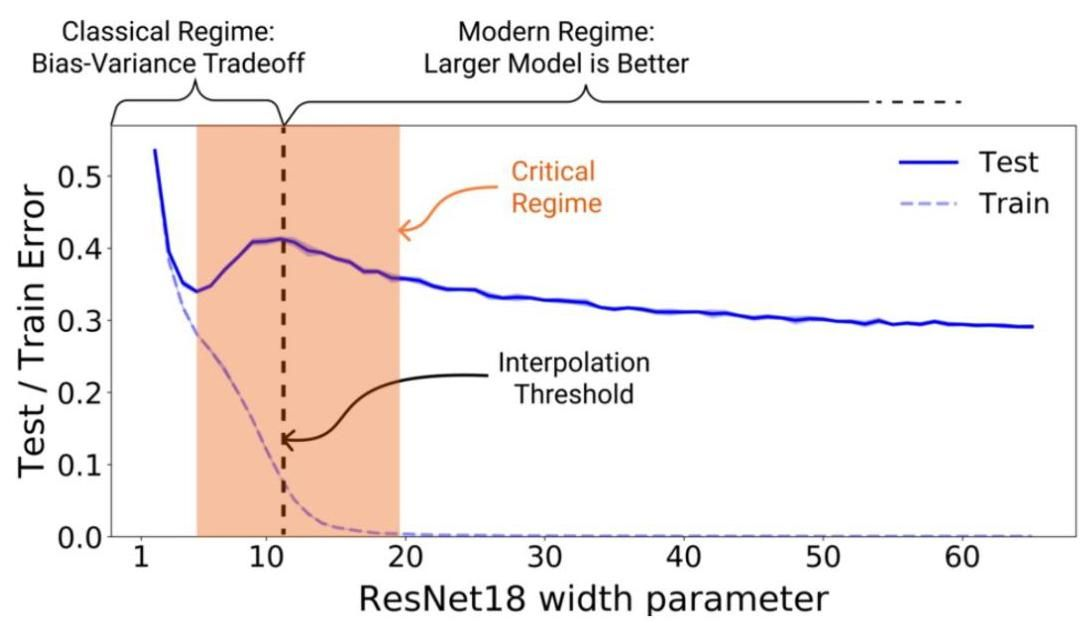 Classical Regime:
Bias-Variance Tradeoff
Modern Regime:
Larger Model is Better
Critical
Regime
Test
Train
Interpolation
Threshold
Test / Train Error
0.5
0.4
0.3
0.2
0.1
0.0
1
10
20
30
40
50
60
ResNet18 width parameter